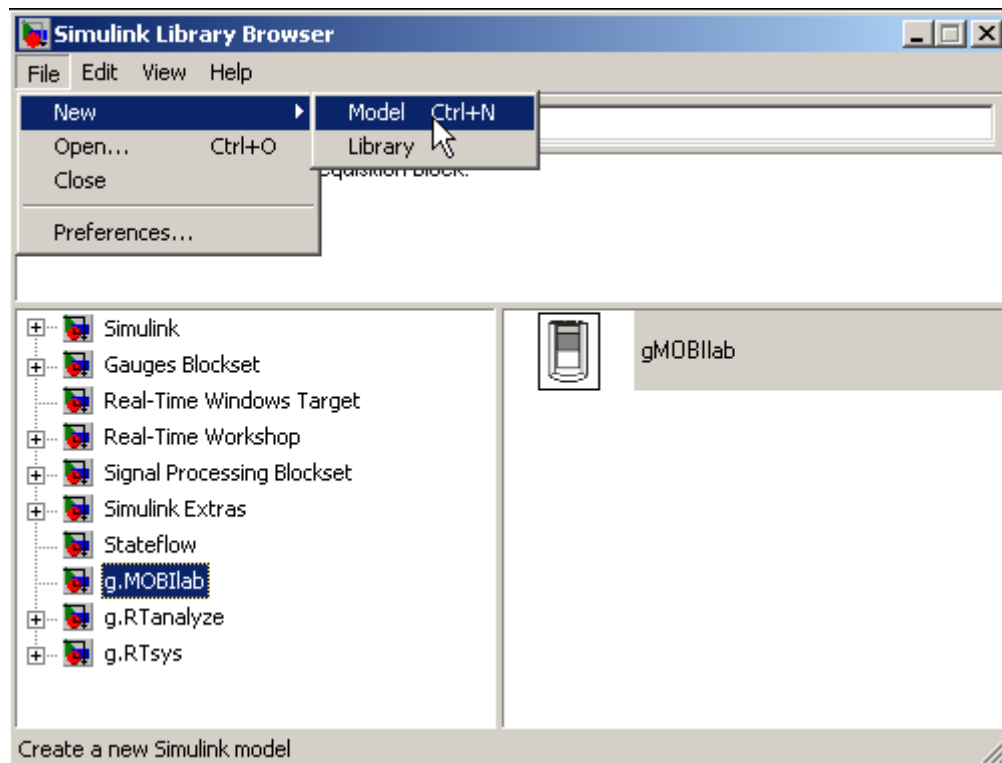 Simulink Library Browser
File Edit View Help
New Model Ctrl+N
Open... Ctrl+O Library
Close
Acquisition Block.
Preferences...
Simulink
Gauges Blockset
Real-Time Windows Target
Real-Time Workshop
Signal Processing Blockset
Simulink Extras
Stateflow
g.MOBIlab
g.RTanalyze
g.RTsys
gMOBIlab
Create a new Simulink model